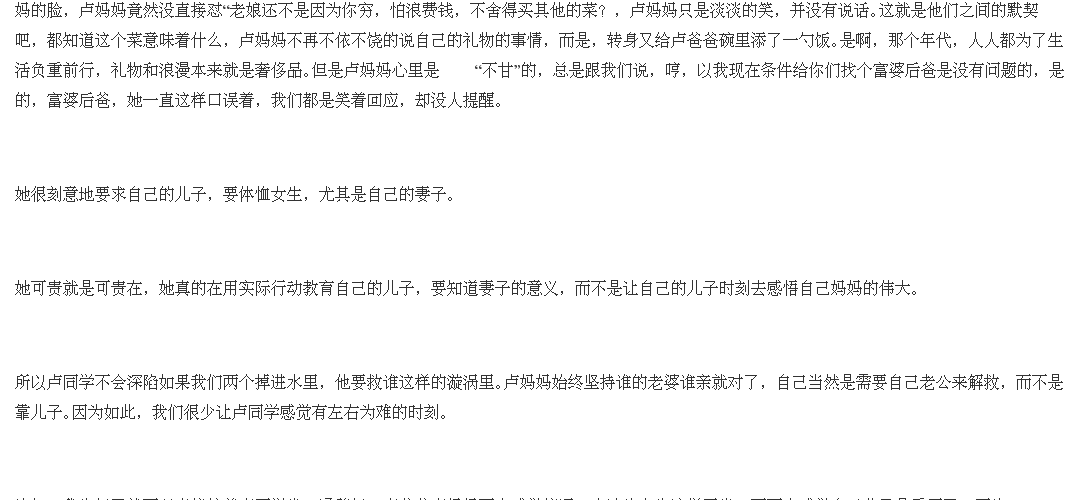 妈的脸，卢妈妈竟然没直接怼“老娘还不是因为你穷，怕浪费钱，不舍得买其他的菜？，卢妈妈只是淡淡的笑，并没有说话。这就是他们之间的默契
吧，都知道这个菜意味着什么，卢妈妈不再不依不饶的说自己的礼物的事情，而是，转身又给卢爸爸碗里添了一勺饭。是啊，那个年代，人人都为了生
活负重前行，礼物和浪漫本来就是奢侈品。但是卢妈妈心里是 “不甘”的，总是跟我们说，哼，以我现在条件给你们找个富婆后爸是没有问题的，是
的，富婆后爸，她一直这样口误着，我们都是笑着回应，却没人提醒。
她很刻意地要求自己的儿子，要体恤女生，尤其是自己的妻子。
她可贵就是可贵在，她真的在用实际行动教育自己的儿子，要知道妻子的意义，而不是让自己的儿子时刻去感悟自己妈妈的伟大。
所以卢同学不会深陷如果我们两个掉进水里，他要救谁这样的漩涡里。卢妈妈始终坚持谁的老婆谁亲就对了，自己当然是需要自己老公来解救，而不是
靠儿子。因为如此，我们很少让卢同学感觉有左右为难的时刻。